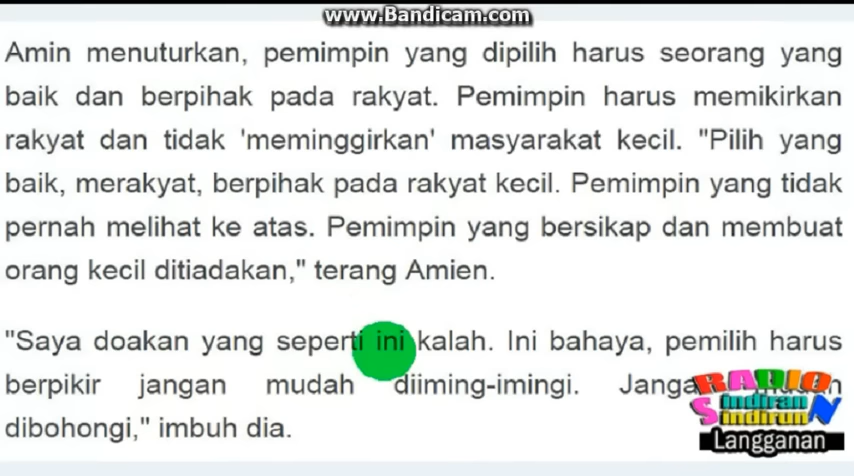 www.Bandicam.com
Amin menuturkan, pemimpin yang dipilih harus seorang yang
baik dan berpihak pada rakyat. Pemimpin harus memikirkan
rakyat dan tidak 'meminggirkan' masyarakat kecil. "Pilih yang
baik, merakyat, berpihak pada rakyat kecil. Pemimpin yang tidak
pernah melihat ke atas. Pemimpin yang bersikap dan membuat
orang kecil ditiadakan," terang Amien.
"Saya doakan yang seperti ini kalah. Ini bahaya, pemilih harus
berpikir jangan mudah diiming-imingi.
dibohongi," imbuh dia.
RADIO
Sindiran
Sindirun
Langganan